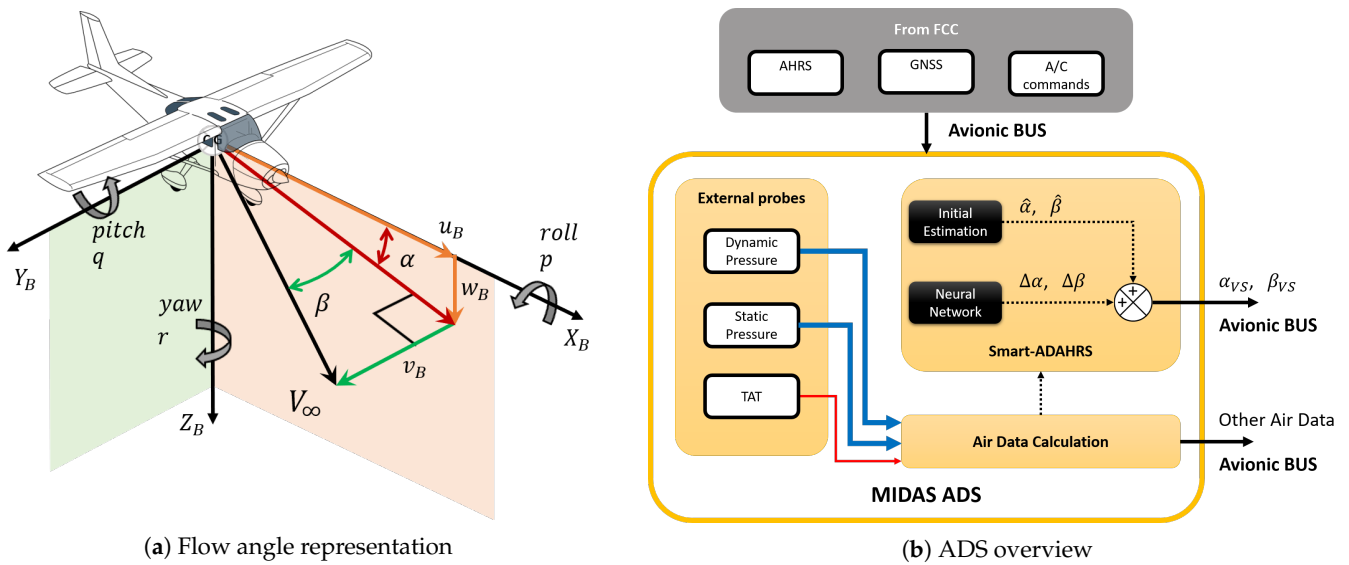 CG
pitch
q
Y_B
yaw
r
Z_B
u_B
α
w_B
β
v_B
V_∞
roll
p
X_B
(a) Flow angle representation
From FCC
AHRS
GNSS
A/C
commands
Avionic BUS
External probes
Dynamic
Pressure
Static
Pressure
TAT
Initial
Estimation
α̂, β̂
Neural
Network
Δα, Δβ
+
+
Smart-ADAHRS
α_VS, β_VS
Avionic BUS
Air Data Calculation
Other Air Data
Avionic BUS
MIDAS ADS
(b) ADS overview